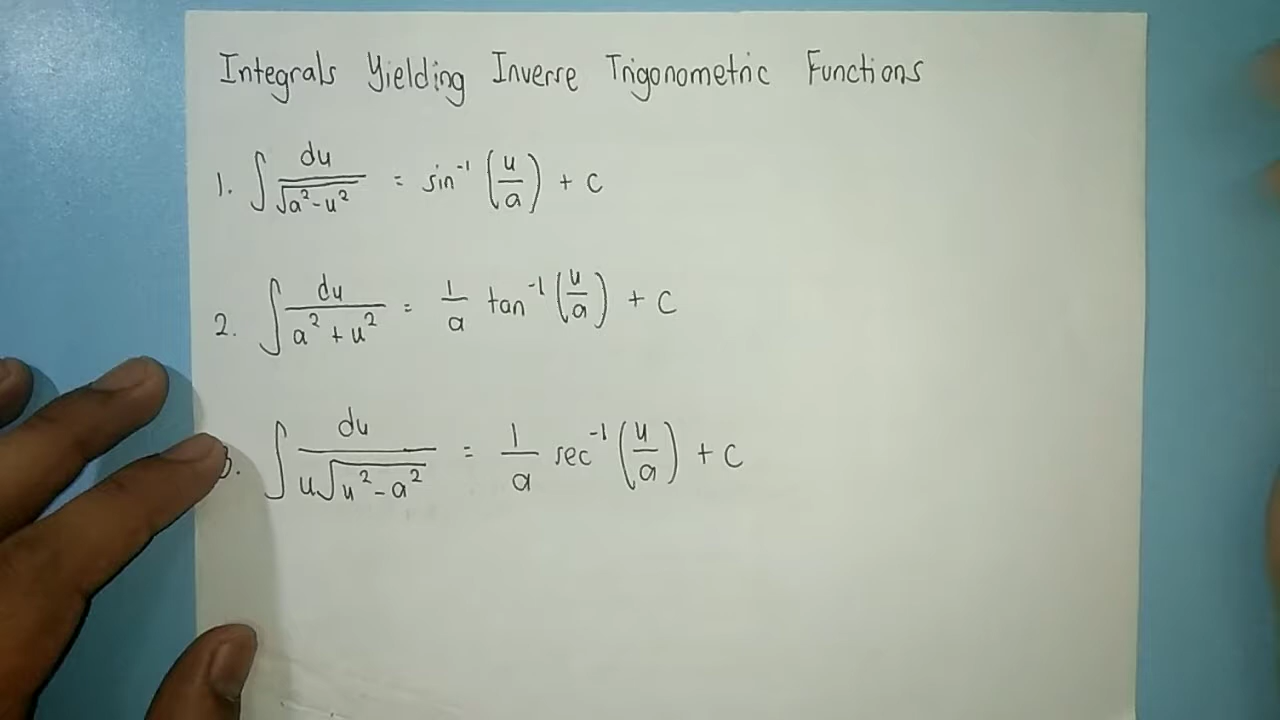 Integrals Yielding Inverse Trigonometric Functions
1. ∫ du/√(a²-u²) = sin⁻¹ (u/a) + C
2. ∫ du/(a² + u²) = 1/a tan⁻¹ (u/a) + C
3. ∫ du/(u√(u²-a²)) = 1/a sec⁻¹ (u/a) + C